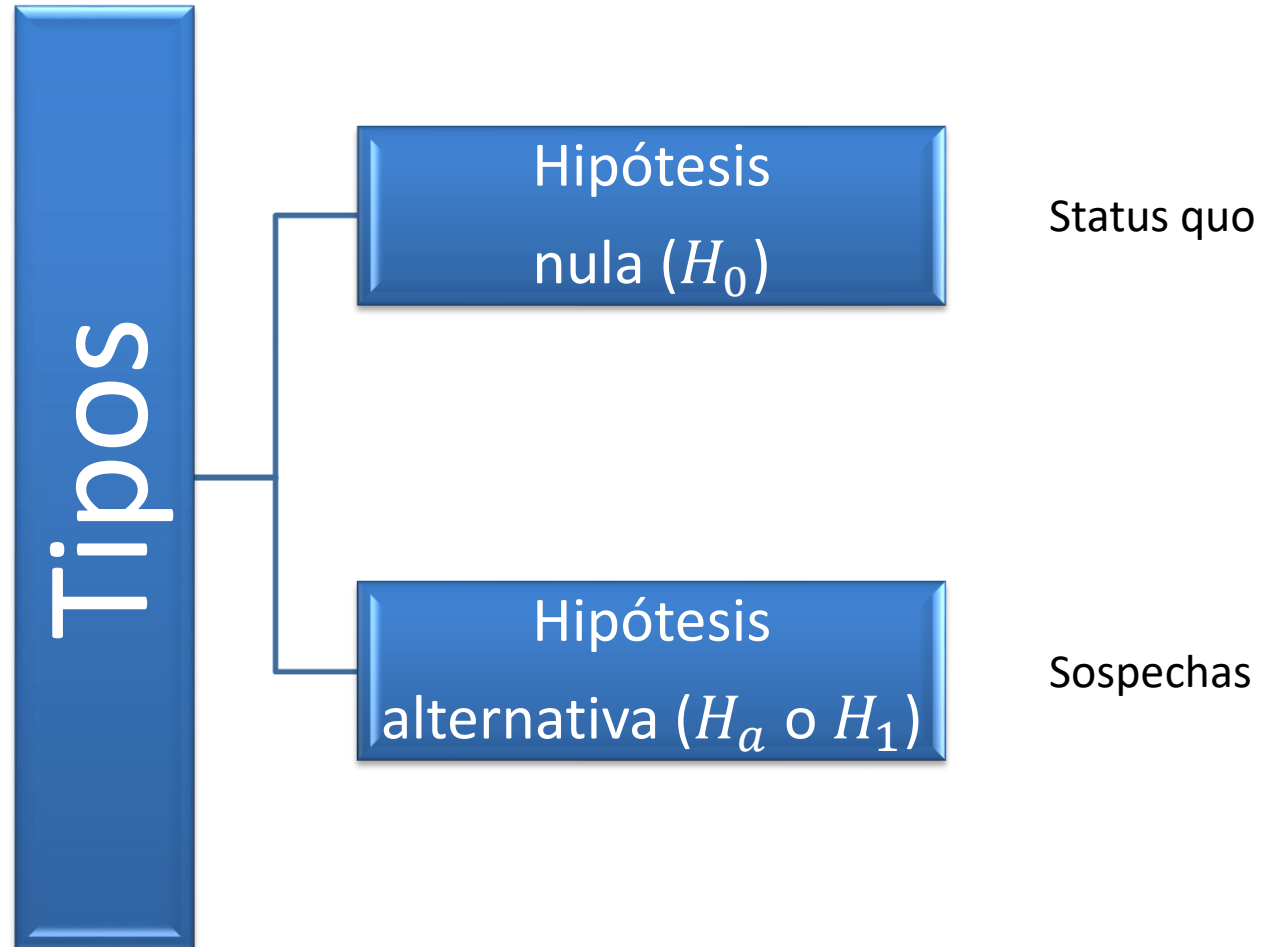 Tipos
Hipótesis
nula (H₀)
Status quo
Hipótesis
alternativa (Hₐ o H₁)
Sospechas